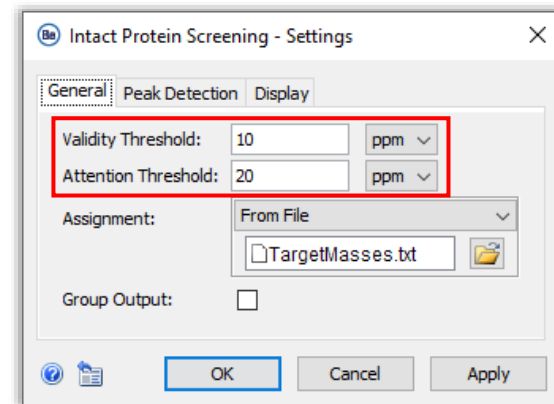 Be Intact Protein Screening - Settings
General Peak Detection Display
Validity Threshold: 10 ppm
Attention Threshold: 20 ppm
Assignment: From File
TargetMasses.txt
Group Output:
OK Cancel Apply